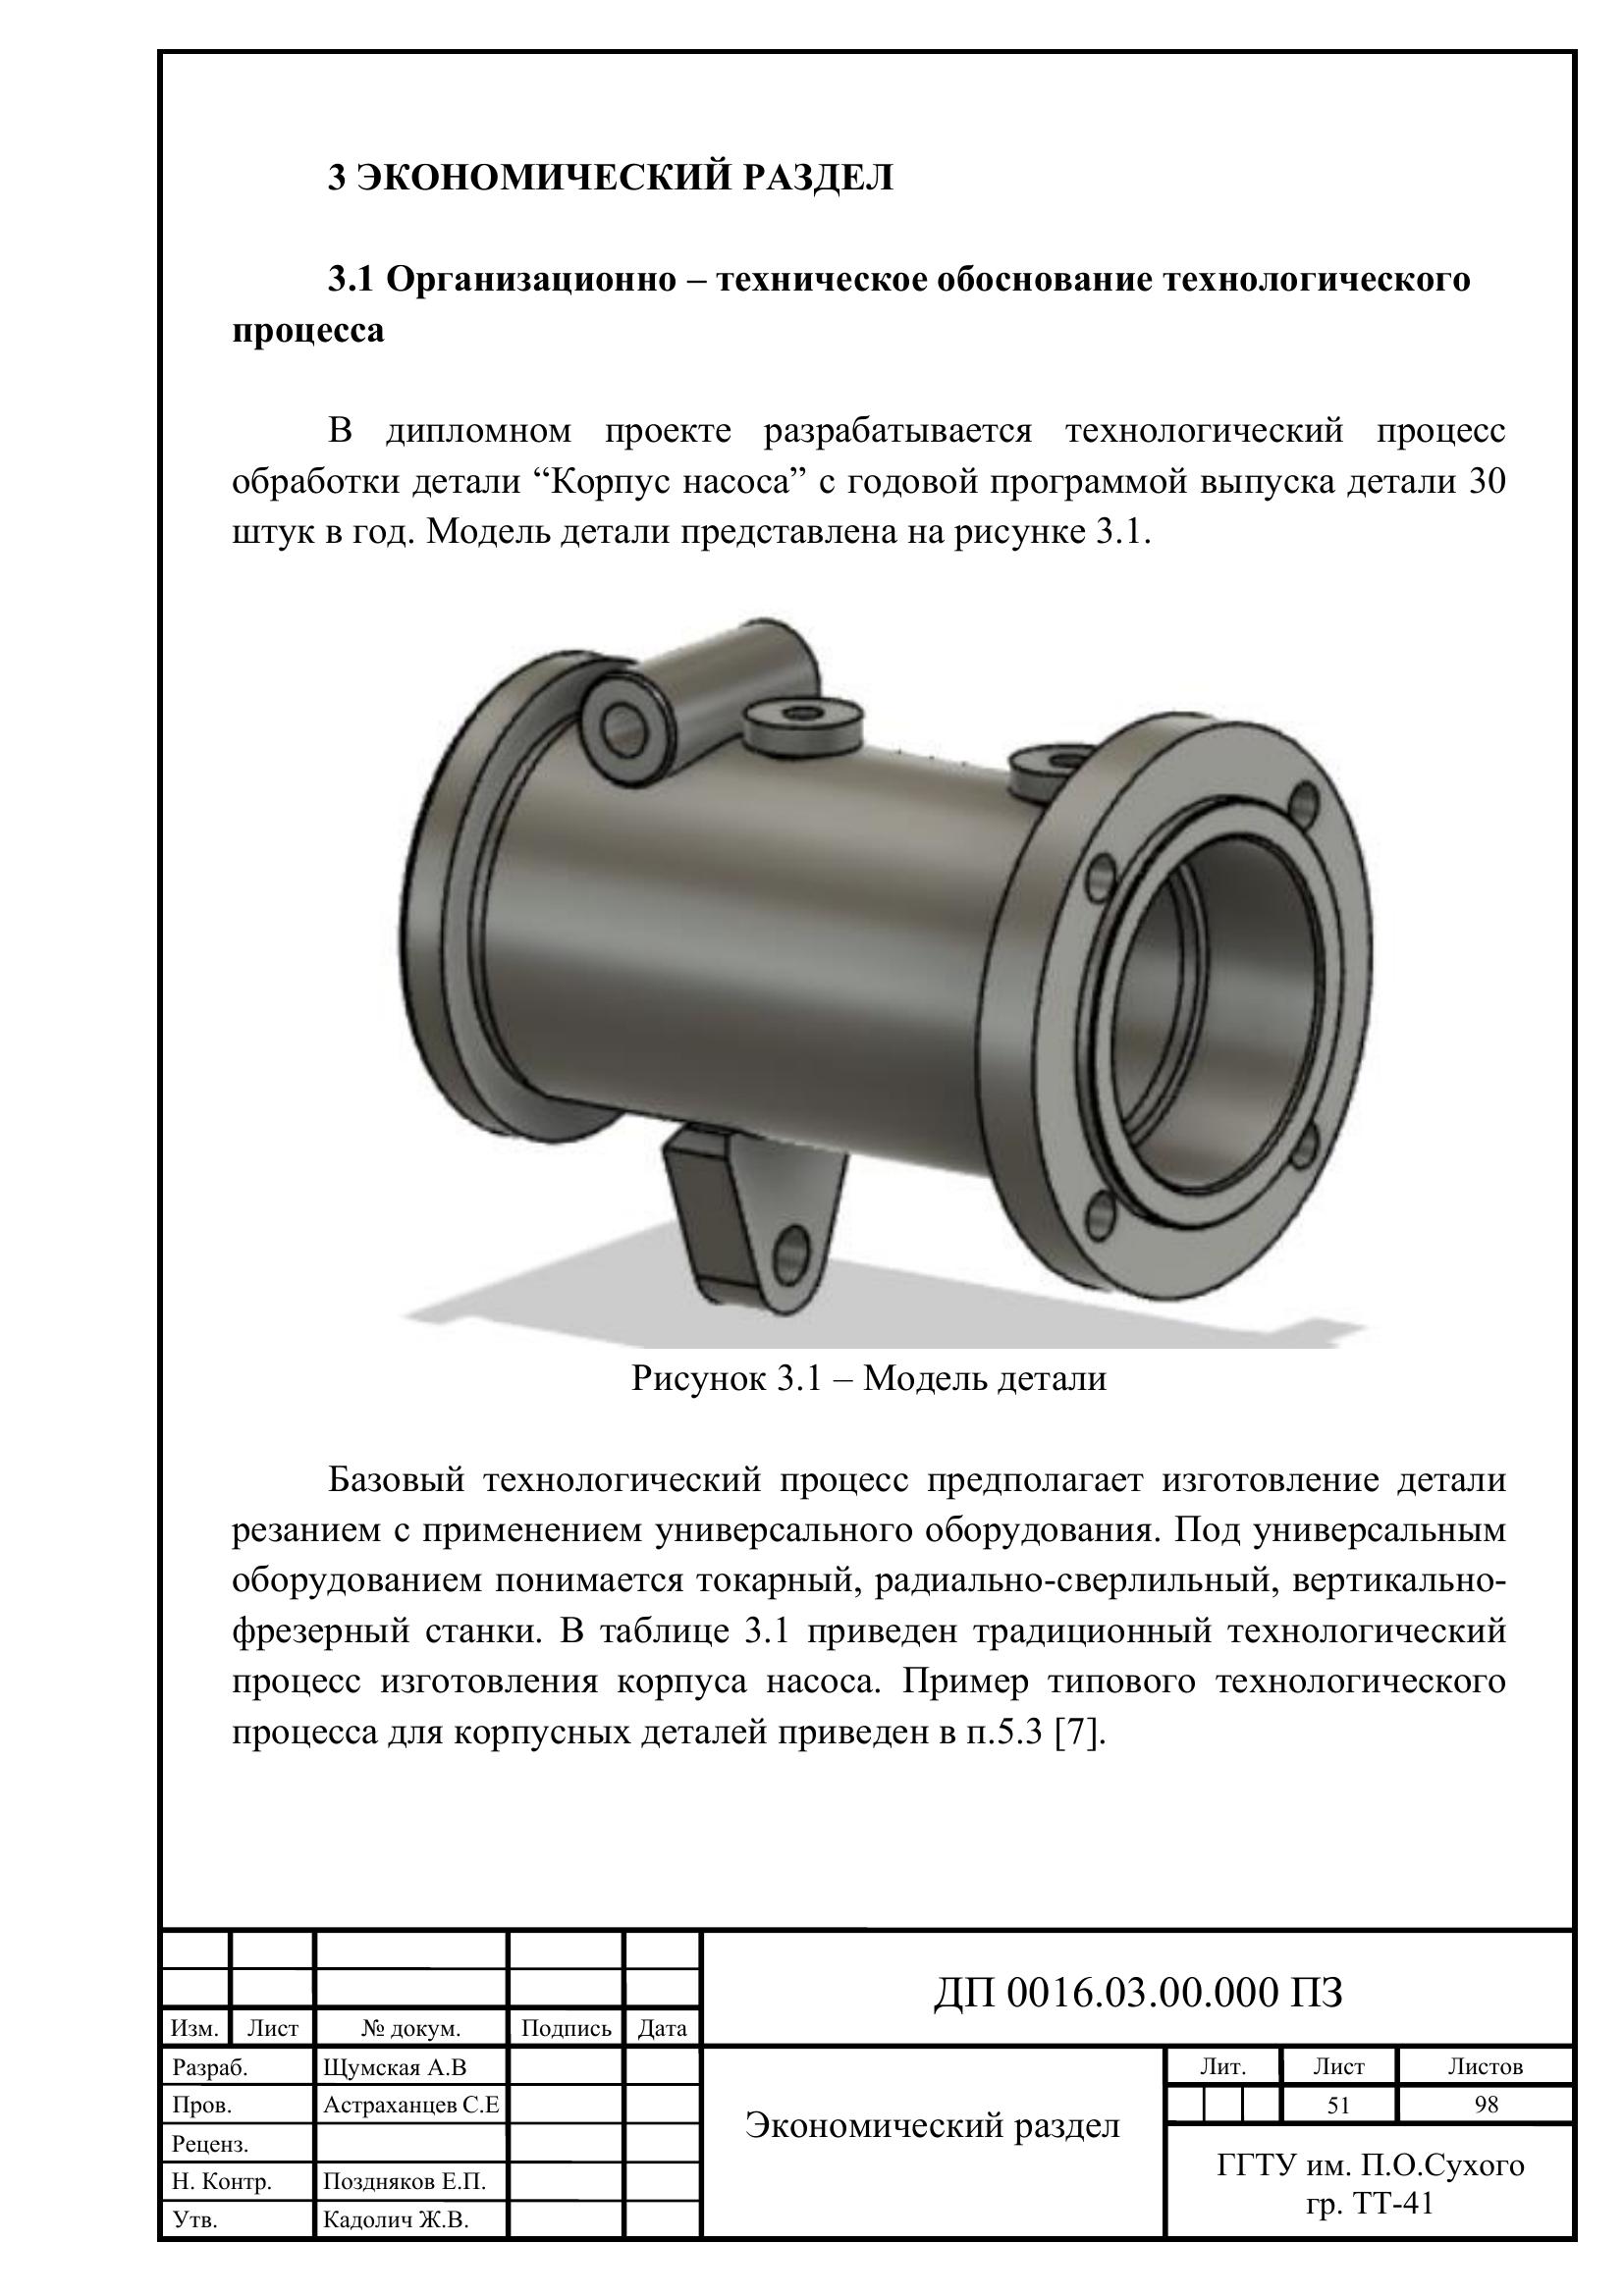 3 ЭКОНОМИЧЕСКИЙ РАЗДЕЛ
3.1 Организационно – техническое обоснование технологического
процесса
В дипломном проекте разрабатывается технологический процесс
обработки детали “Корпус насоса” с годовой программой выпуска детали 30
штук в год. Модель детали представлена на рисунке 3.1.
Рисунок 3.1 – Модель детали
Базовый технологический процесс предполагает изготовление детали
резанием с применением универсального оборудования. Под универсальным
оборудованием понимается токарный, радиально-сверлильный, вертикально-
фрезерный станки. В таблице 3.1 приведен традиционный технологический
процесс изготовления корпуса насоса. Пример типового технологического
процесса для корпусных деталей приведен в п.5.3 [7].
ДП 0016.03.00.000 ПЗ
Изм. Лист № докум. Подпись Дата
Разраб. Щумская А.В
Пров. Астраханцев С.Е
Реценз.
Н. Контр. Поздняков Е.П.
Утв. Кадолич Ж.В.
Экономический раздел
Лит. Лист Листов
51 98
ГГТУ им. П.О.Сухого
гр. ТТ-41